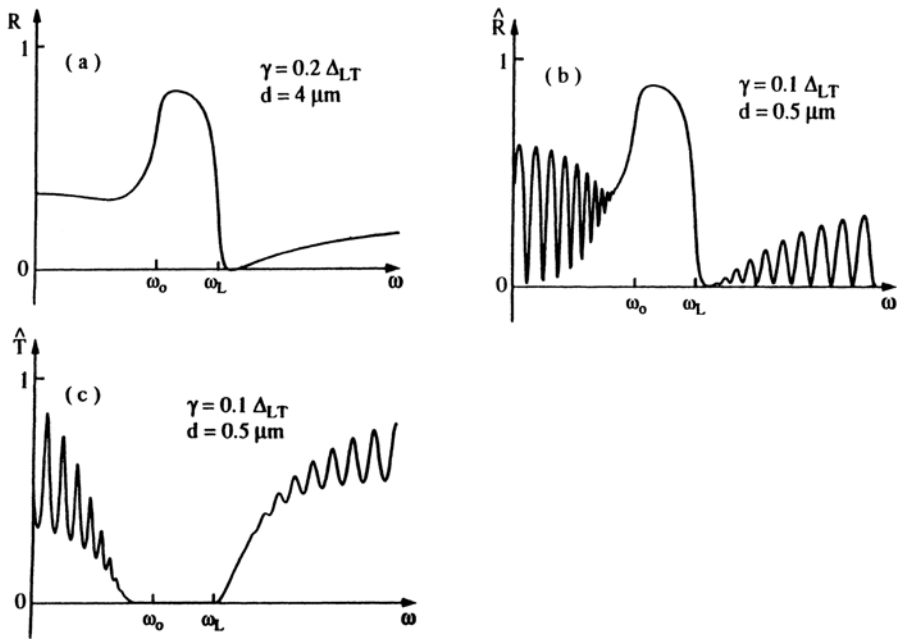 R
1
( a )
γ = 0.2 Δ_LT
d = 4 μm
0
ω_o
ω_L
ω
R̂
1
( b )
γ = 0.1 Δ_LT
d = 0.5 μm
0
ω_o
ω_L
ω
T̂
1
( c )
γ = 0.1 Δ_LT
d = 0.5 μm
0
ω_o
ω_L
ω